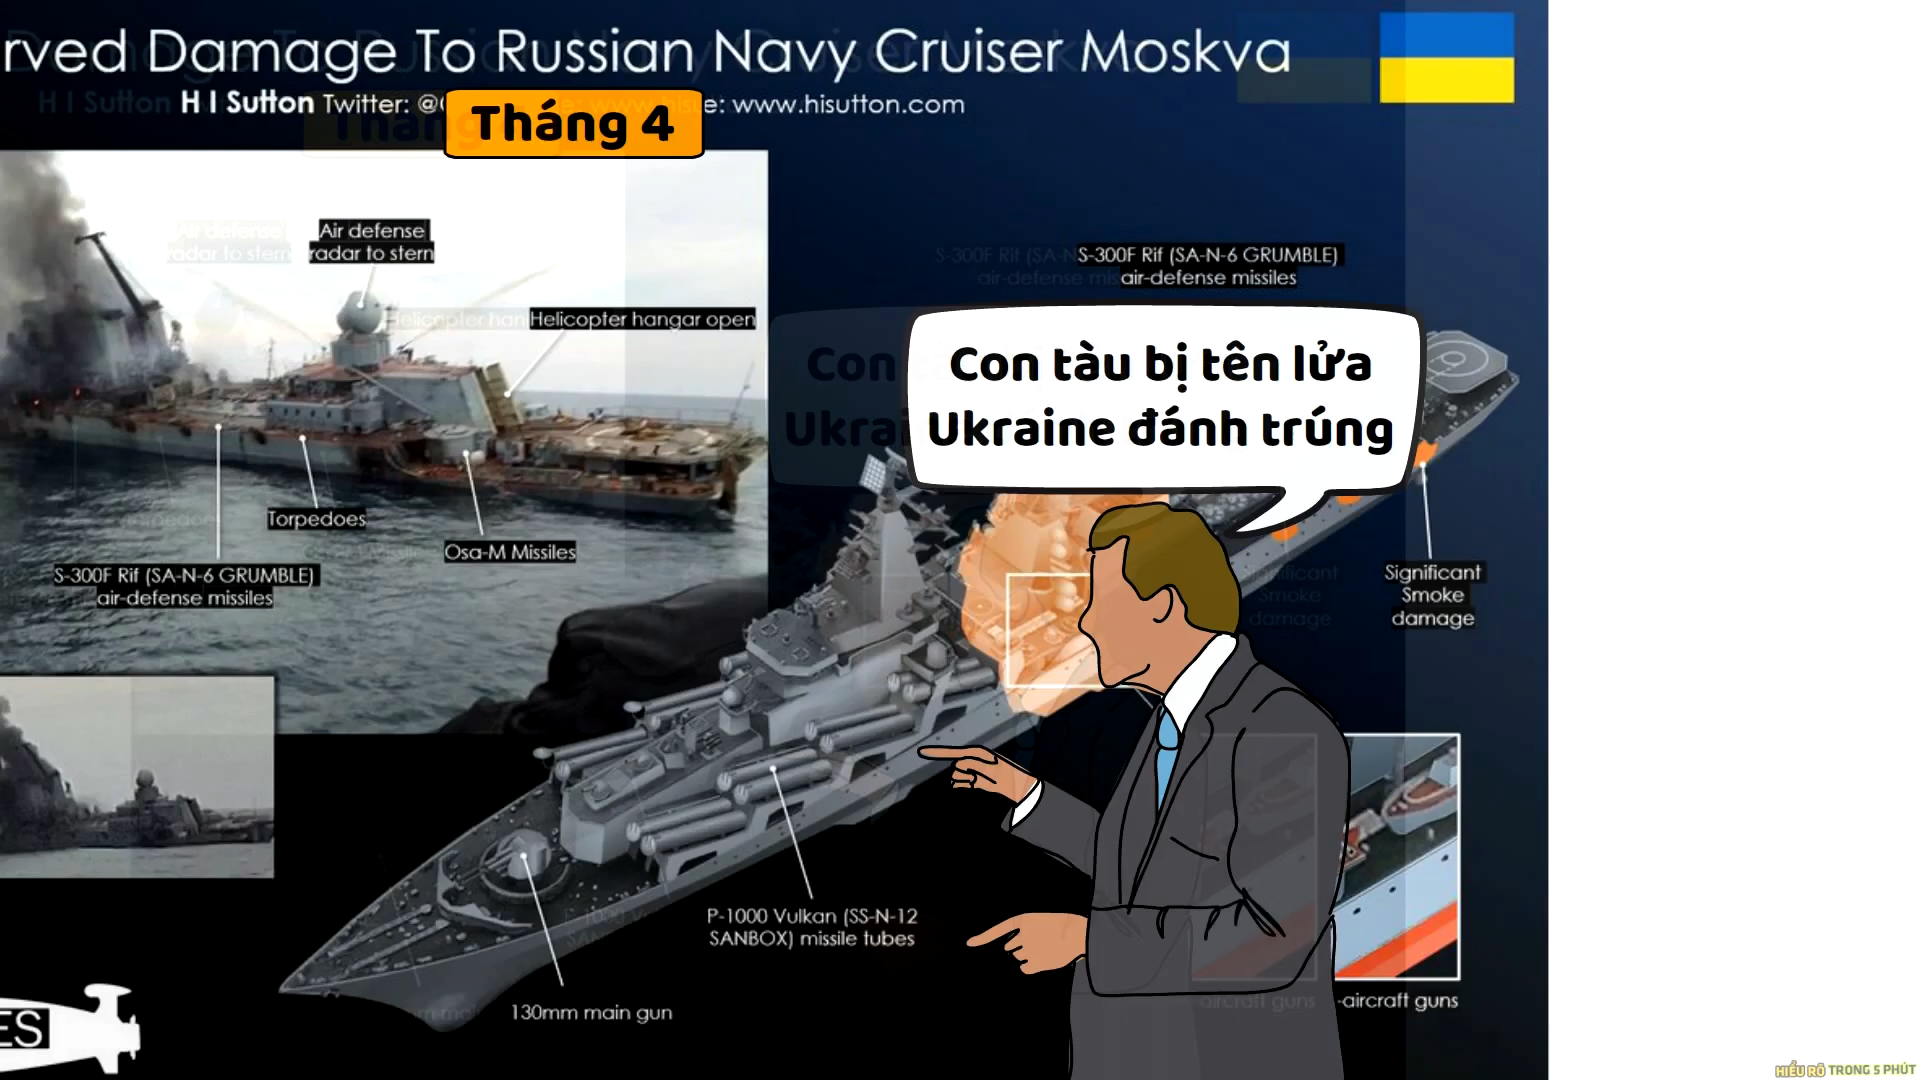 rved Damage To Russian Navy Cruiser Moskva
H I Sutton Twitter: @
e: www.hisutton.com
Tháng 4
Air defense
radar to stern
Helicopter hangar open
S-300F Rif (SA-N-6 GRUMBLE)
air-defense missiles
Con tàu bị tên lửa
Ukraine đánh trúng
Torpedoes
Osa-M Missiles
S-300F Rif (SA-N-6 GRUMBLE)
air-defense missiles
Significant
Smoke
damage
P-1000 Vulkan (SS-N-12
SANBOX) missile tubes
130mm main gun
-aircraft guns
ES
HIỂU RÕ TRONG 5 PHÚT